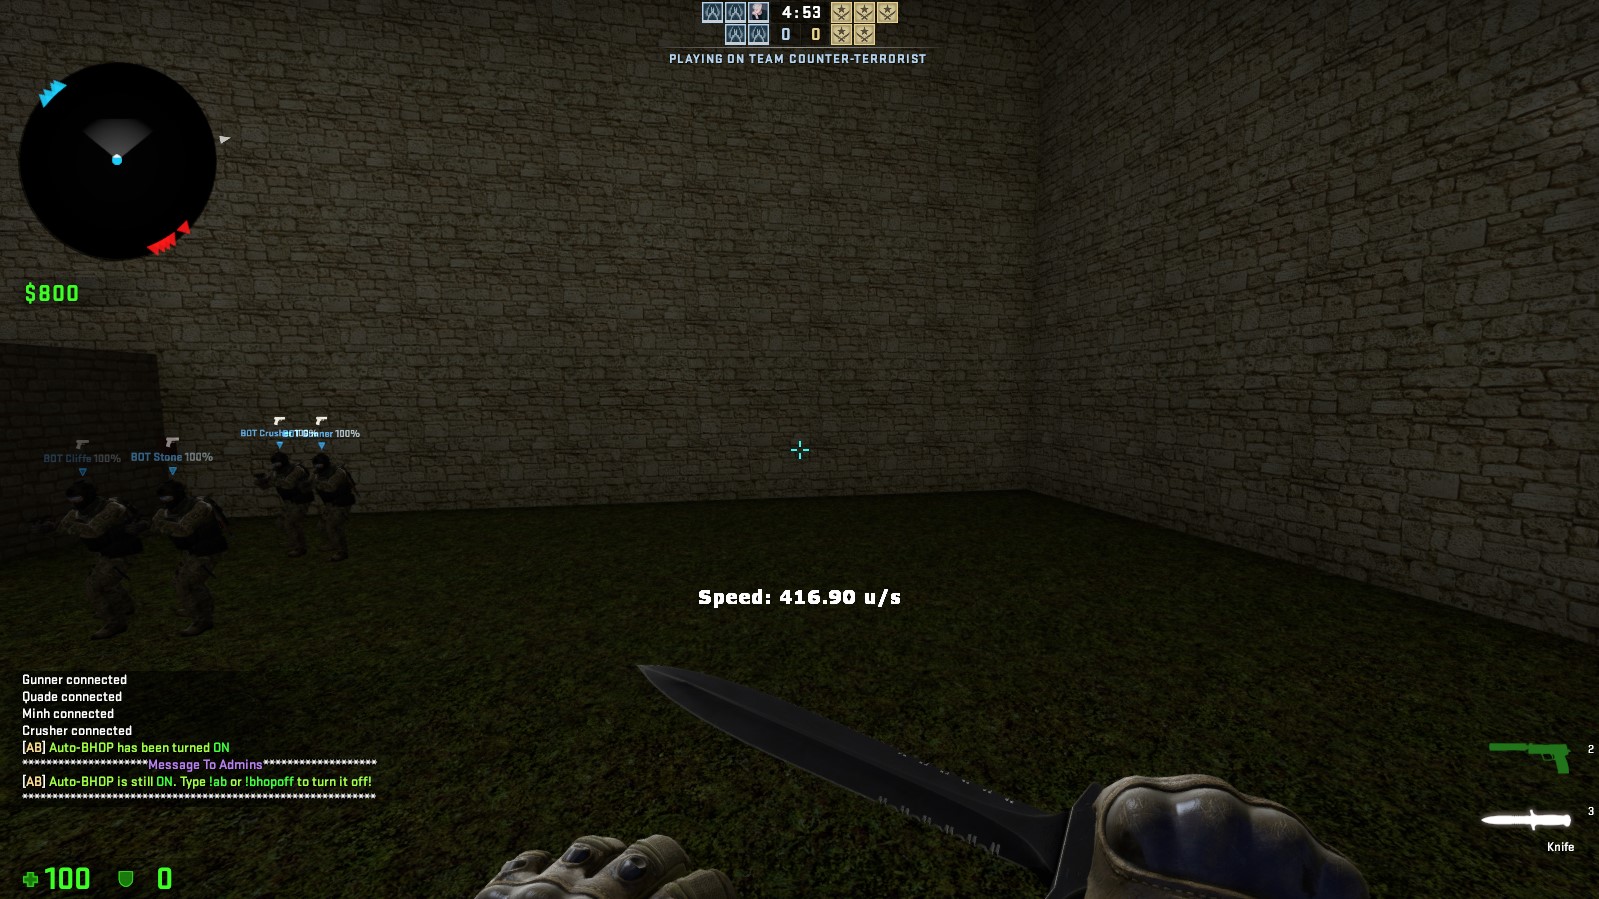 4:53
0 0
PLAYING ON TEAM COUNTER-TERRORIST
$800
BOT Cliffe 100%
BOT Stone 100%
BOT Crusher 100%
100%
Speed: 416.90 u/s
Gunner connected
Quade connected
Minh connected
Crusher connected
[AB] Auto-BHOP has been turned ON
*********************Message To Admins*******************
[AB] Auto-BHOP is still ON. Type !ab or !bhopoff to turn it off!
***********************************************************
2
3
Knife
100 0